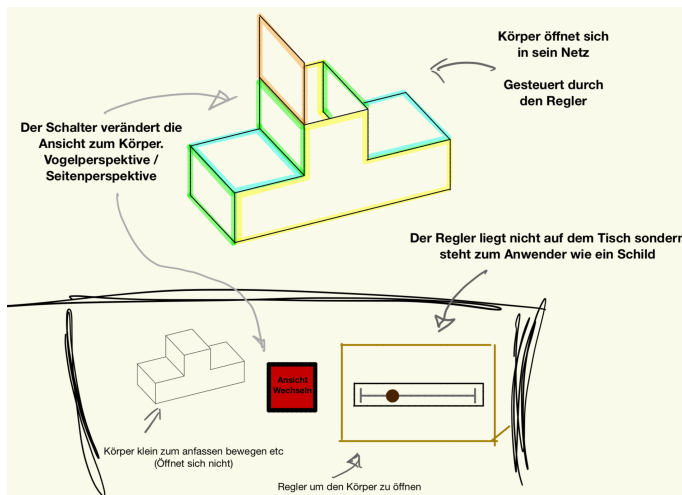 Körper öffnet sich
in sein Netz
Gesteuert durch
den Regler
Der Schalter verändert die
Ansicht zum Körper.
Vogelperspektive /
Seitenperspektive
Der Regler liegt nicht auf dem Tisch sondern
steht zum Anwender wie ein Schild
Ansicht
Wechseln
Körper klein zum anfassen bewegen etc
(Öffnet sich nicht)
Regler um den Körper zu öffnen